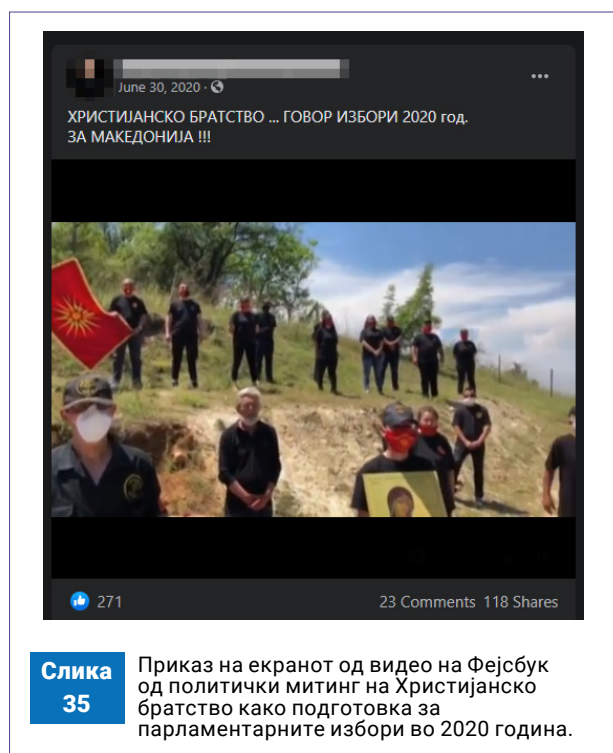 June 30, 2020 ·
ХРИСТИЈАНСКО БРАТСТВО ... ГОВОР ИЗБОРИ 2020 год.
ЗА МАКЕДОНИЈА !!!
271
23 Comments 118 Shares
Слика
35
Приказ на екранот од видео на Фејсбук
од политички митинг на Христијанско
братство како подготовка за
парламентарните избори во 2020 година.